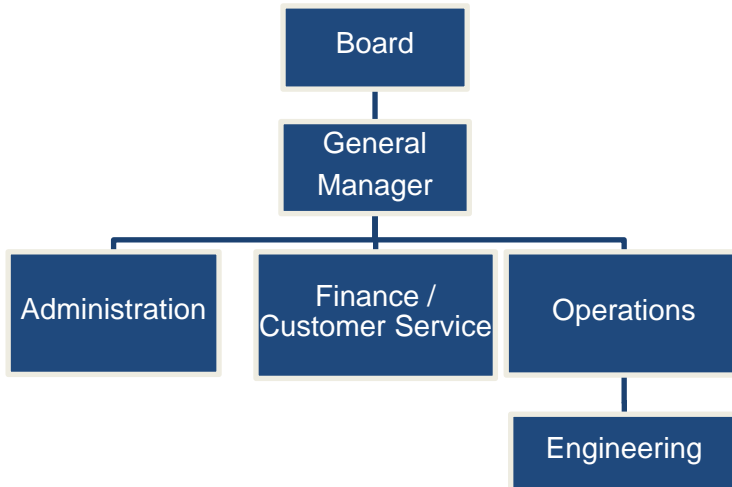 Board
General
Manager
Administration
Finance /
Customer Service
Operations
Engineering